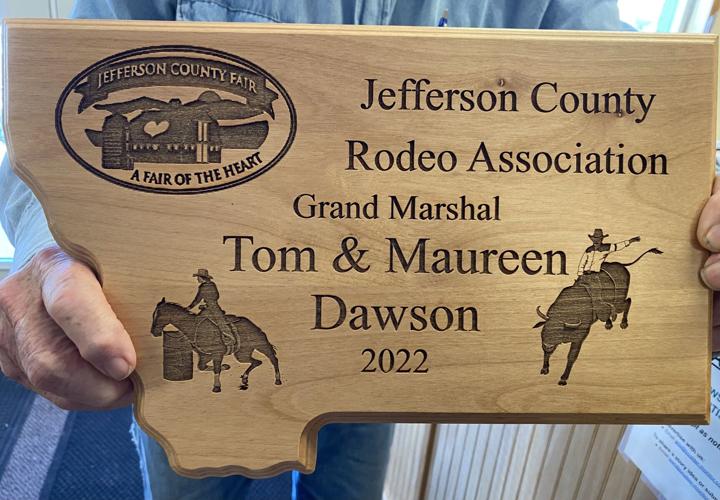 JEFFERSON COUNTY FAIR
A FAIR OF THE HEART
Jefferson County
Rodeo Association
Grand Marshal
Tom & Maureen
Dawson
2022